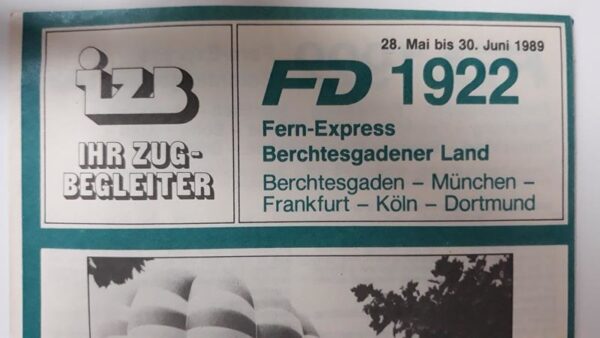 izb
IHR ZUG-
BEGLEITER
28. Mai bis 30. Juni 1989
FD 1922
Fern-Express
Berchtesgadener Land
Berchtesgaden – München –
Frankfurt – Köln – Dortmund